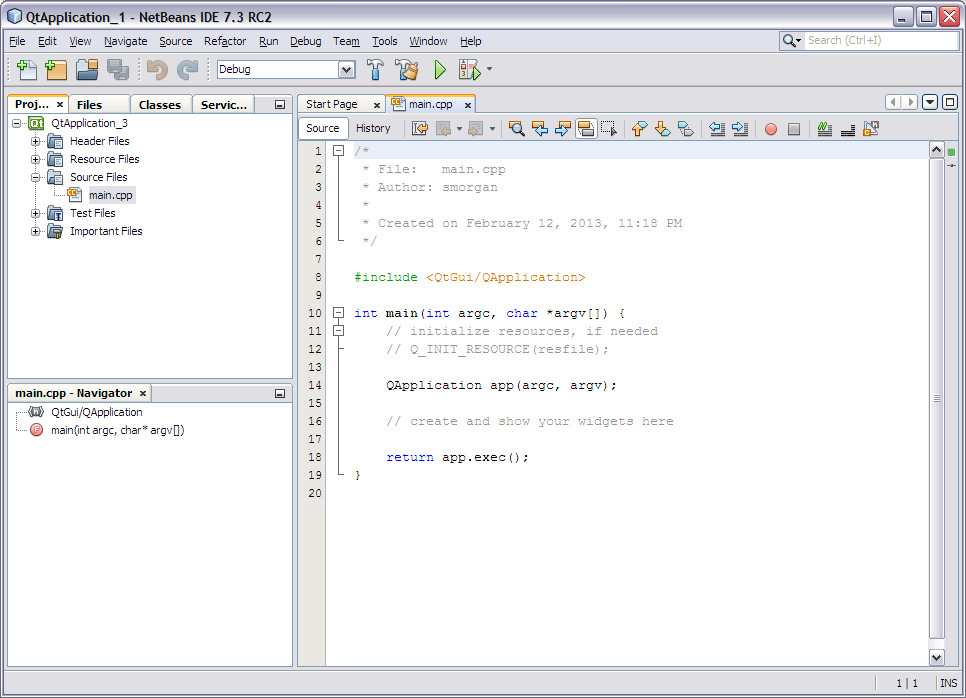 QtApplication_1 - NetBeans IDE 7.3 RC2
File Edit View Navigate Source Refactor Run Debug Team Tools Window Help
Search (Ctrl+I)
Debug
Proj... × Files Classes Servic...
QtApplication_3
Header Files
Resource Files
Source Files
main.cpp
Test Files
Important Files
main.cpp - Navigator ×
QtGui/QApplication
main(int argc, char* argv[])
Start Page × main.cpp ×
Source History
1 /*
2 * File:   main.cpp
3 * Author: smorgan
4 *
5 * Created on February 12, 2013, 11:18 PM
6 */
7
8 #include <QtGui/QApplication>
9
10 int main(int argc, char *argv[]) {
11 // initialize resources, if needed
12 // Q_INIT_RESOURCE(resfile);
13
14 QApplication app(argc, argv);
15
16 // create and show your widgets here
17
18 return app.exec();
19 }
20
1 | 1 INS